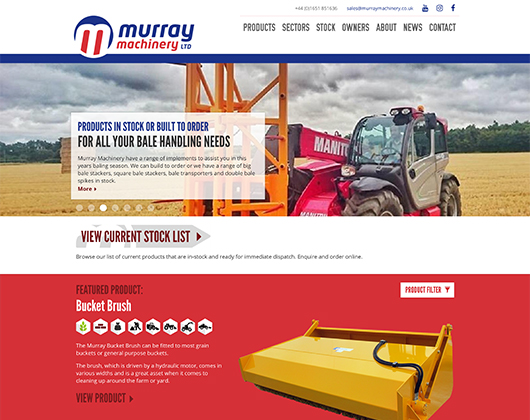 +44 (0)1651 851636 sales@murraymachinery.co.uk
murray
machinery LTD
PRODUCTS SECTORS STOCK OWNERS ABOUT NEWS CONTACT
PRODUCTS IN STOCK OR BUILT TO ORDER
FOR ALL YOUR BALE HANDLING NEEDS
Murray Machinery have a range of implements to assist you in this
years baling season. We can build to order or we have a range of big
bale stackers, square bale stackers, bale transporters and double bale
spikes in stock.
More
MANITOU
VIEW CURRENT STOCK LIST
Browse our list of current products that are in-stock and ready for immediate dispatch. Enquire and order online.
FEATURED PRODUCT:
PRODUCT FILTER
Bucket Brush
The Murray Bucket Brush can be fitted to most grain
buckets or general purpose buckets.
The brush, which is driven by a hydraulic motor, comes in
various widths and is a great asset when it comes to
cleaning up around the farm or yard.
VIEW PRODUCT